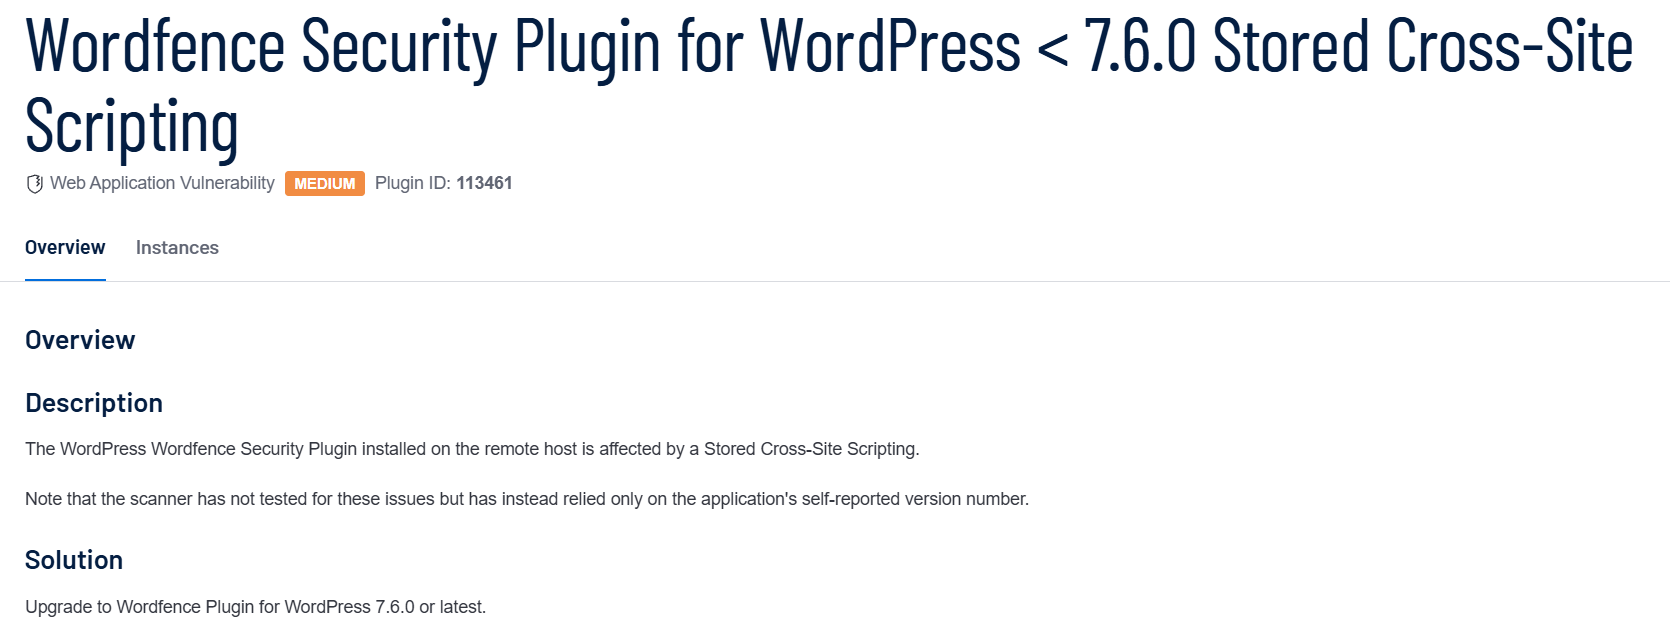 Wordfence Security Plugin for WordPress < 7.6.0 Stored Cross-Site
Scripting
Web Application Vulnerability MEDIUM Plugin ID: 113461
Overview Instances
Overview
Description
The WordPress Wordfence Security Plugin installed on the remote host is affected by a Stored Cross-Site Scripting.
Note that the scanner has not tested for these issues but has instead relied only on the application's self-reported version number.
Solution
Upgrade to Wordfence Plugin for WordPress 7.6.0 or latest.